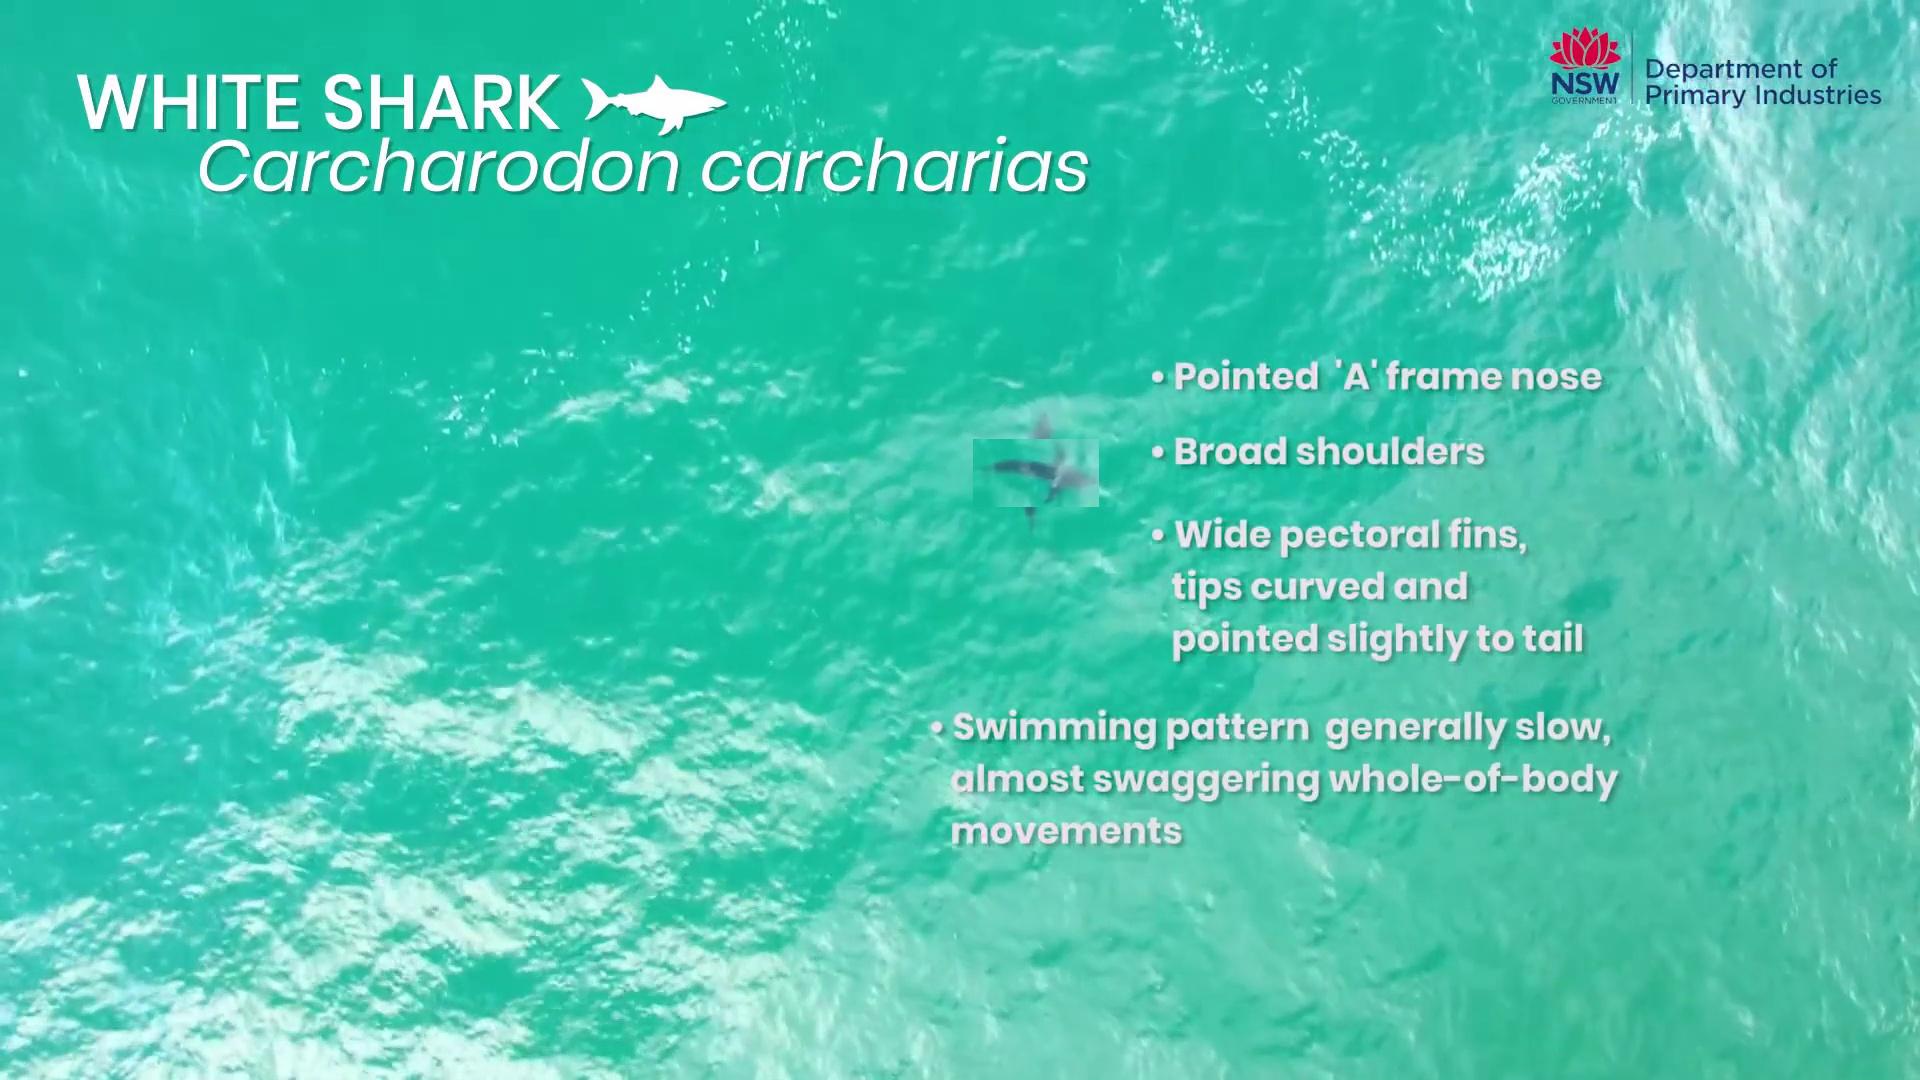 WHITE SHARK
Carcharodon carcharias
NSW
GOVERNMENT
Department of
Primary Industries
• Pointed 'A' frame nose
• Broad shoulders
• Wide pectoral fins,
tips curved and
pointed slightly to tail
• Swimming pattern generally slow,
almost swaggering whole-of-body
movements